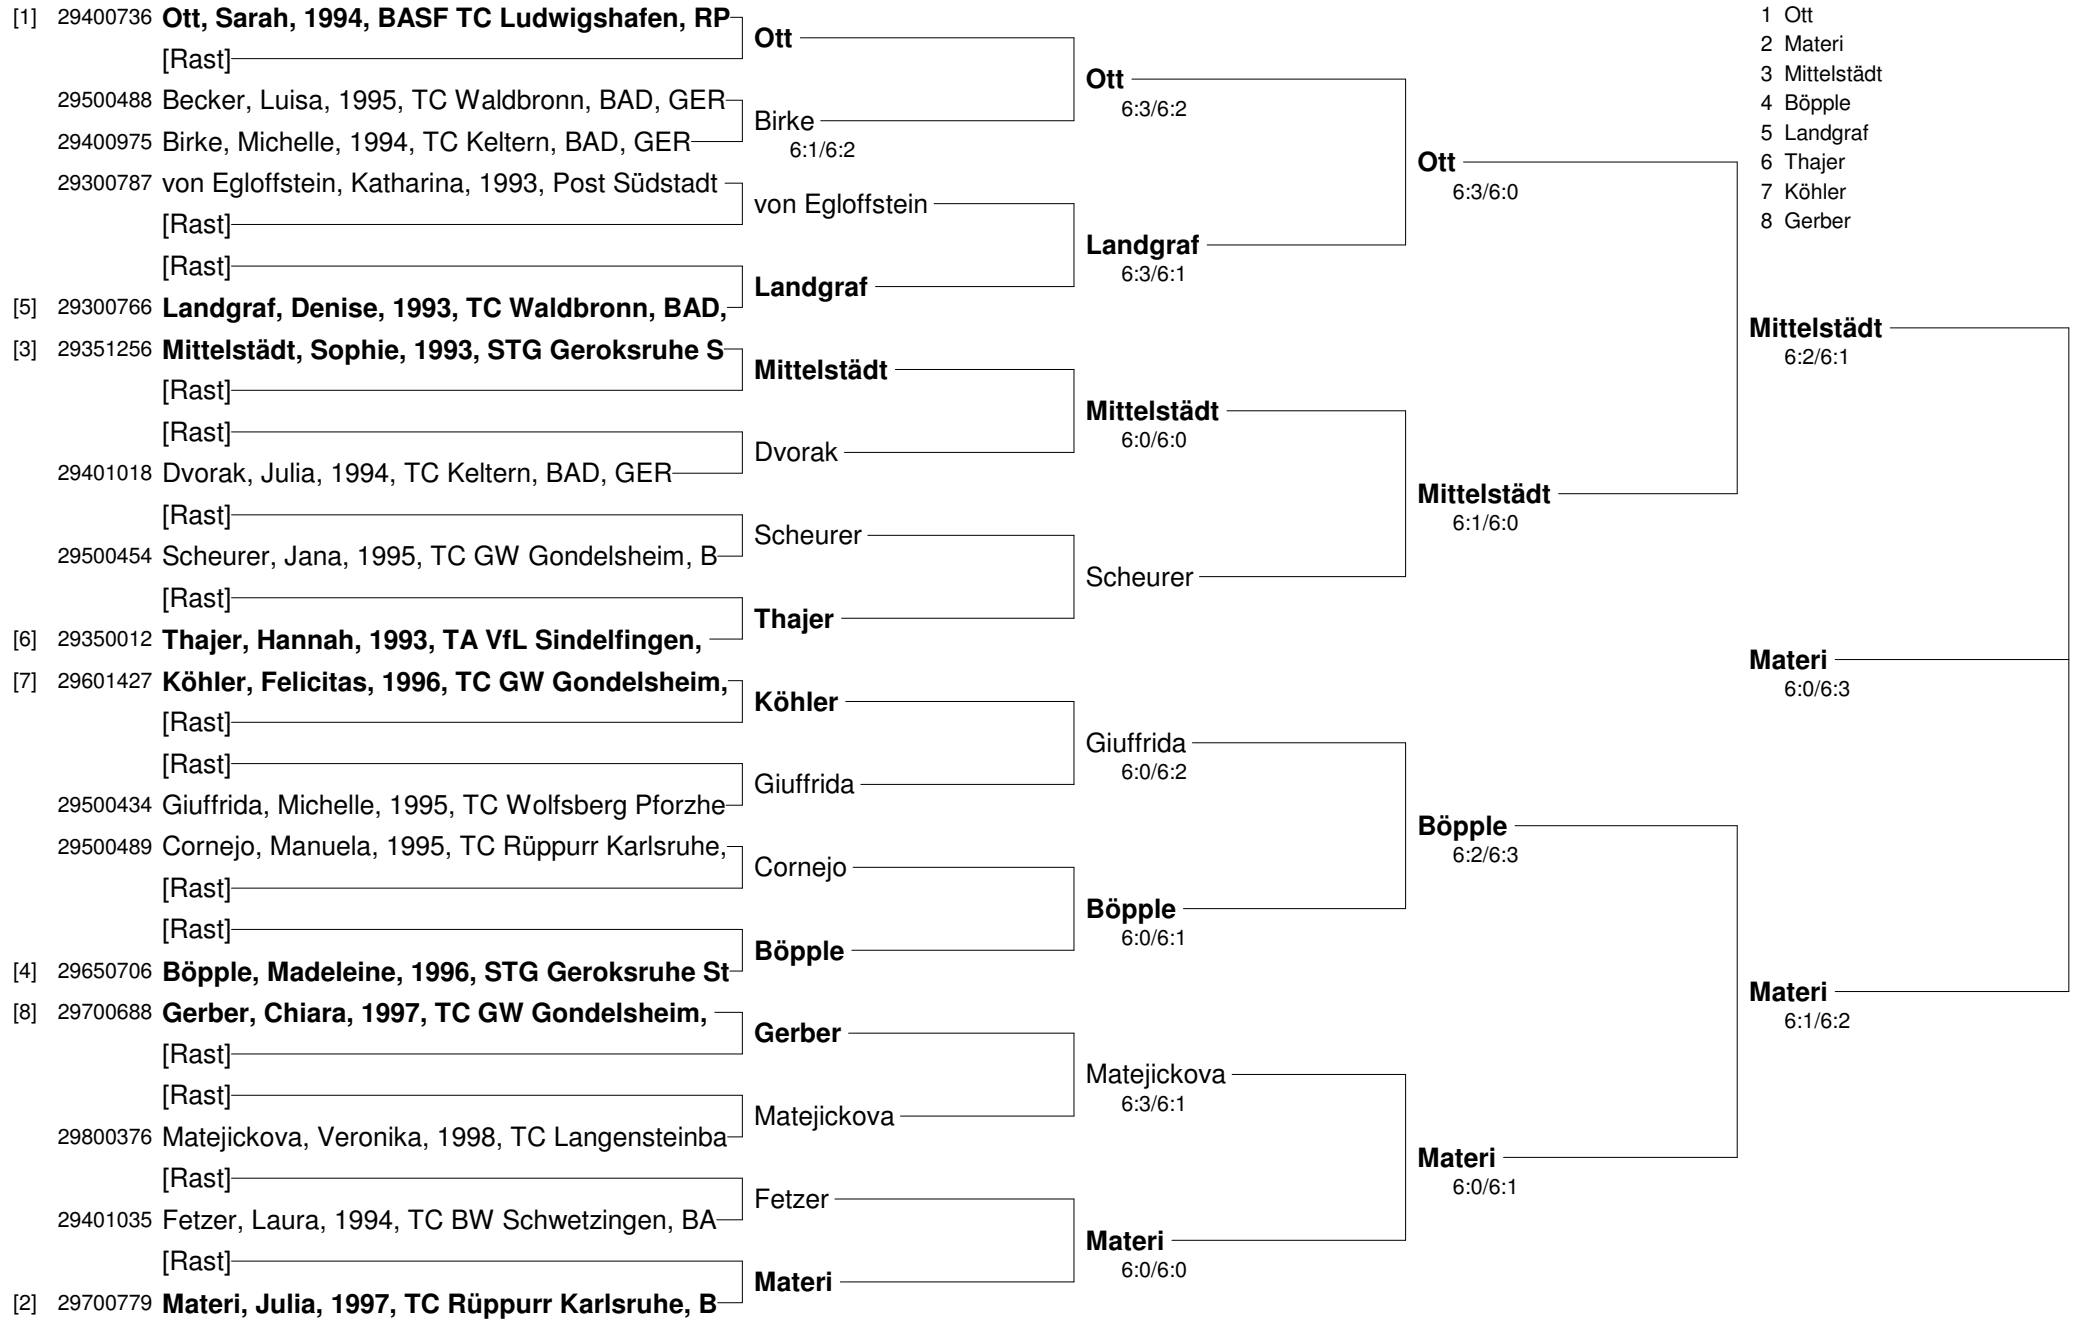 [1] 29400736 Ott, Sarah, 1994, BASF TC Ludwigshafen, RP
[Rast]
29500488 Becker, Luisa, 1995, TC Waldbronn, BAD, GER
29400975 Birke, Michelle, 1994, TC Keltern, BAD, GER
29300787 von Egloffstein, Katharina, 1993, Post Südstadt
[Rast]
[Rast]
[5] 29300766 Landgraf, Denise, 1993, TC Waldbronn, BAD,
[3] 29351256 Mittelstädt, Sophie, 1993, STG Geroksruhe S
[Rast]
[Rast]
29401018 Dvorak, Julia, 1994, TC Keltern, BAD, GER
[Rast]
29500454 Scheurer, Jana, 1995, TC GW Gondelsheim, B
[Rast]
[6] 29350012 Thajer, Hannah, 1993, TA VfL Sindelfingen,
[7] 29601427 Köhler, Felicitas, 1996, TC GW Gondelsheim,
[Rast]
[Rast]
29500434 Giuffrida, Michelle, 1995, TC Wolfsberg Pforzhe
29500489 Cornejo, Manuela, 1995, TC Rüppurr Karlsruhe,
[Rast]
[Rast]
[4] 29650706 Böpple, Madeleine, 1996, STG Geroksruhe St
[8] 29700688 Gerber, Chiara, 1997, TC GW Gondelsheim,
[Rast]
[Rast]
29800376 Matejickova, Veronika, 1998, TC Langensteinba
[Rast]
29401035 Fetzer, Laura, 1994, TC BW Schwetzingen, BA
[Rast]
[2] 29700779 Materi, Julia, 1997, TC Rüppurr Karlsruhe, B
Ott
Birke
6:1/6:2
von Egloffstein
Landgraf
Mittelstädt
Dvorak
Scheurer
Thajer
Köhler
Giuffrida
Cornejo
Böpple
Gerber
Matejickova
Fetzer
Materi
Ott
6:3/6:2
Landgraf
6:3/6:1
Mittelstädt
6:0/6:0
Scheurer
Giuffrida
6:0/6:2
Böpple
6:0/6:1
Matejickova
6:3/6:1
Materi
6:0/6:0
Ott
6:3/6:0
Mittelstädt
6:1/6:0
Böpple
6:2/6:3
Materi
6:0/6:1
1 Ott
2 Materi
3 Mittelstädt
4 Böpple
5 Landgraf
6 Thajer
7 Köhler
8 Gerber
Mittelstädt
6:2/6:1
Materi
6:0/6:3
Materi
6:1/6:2